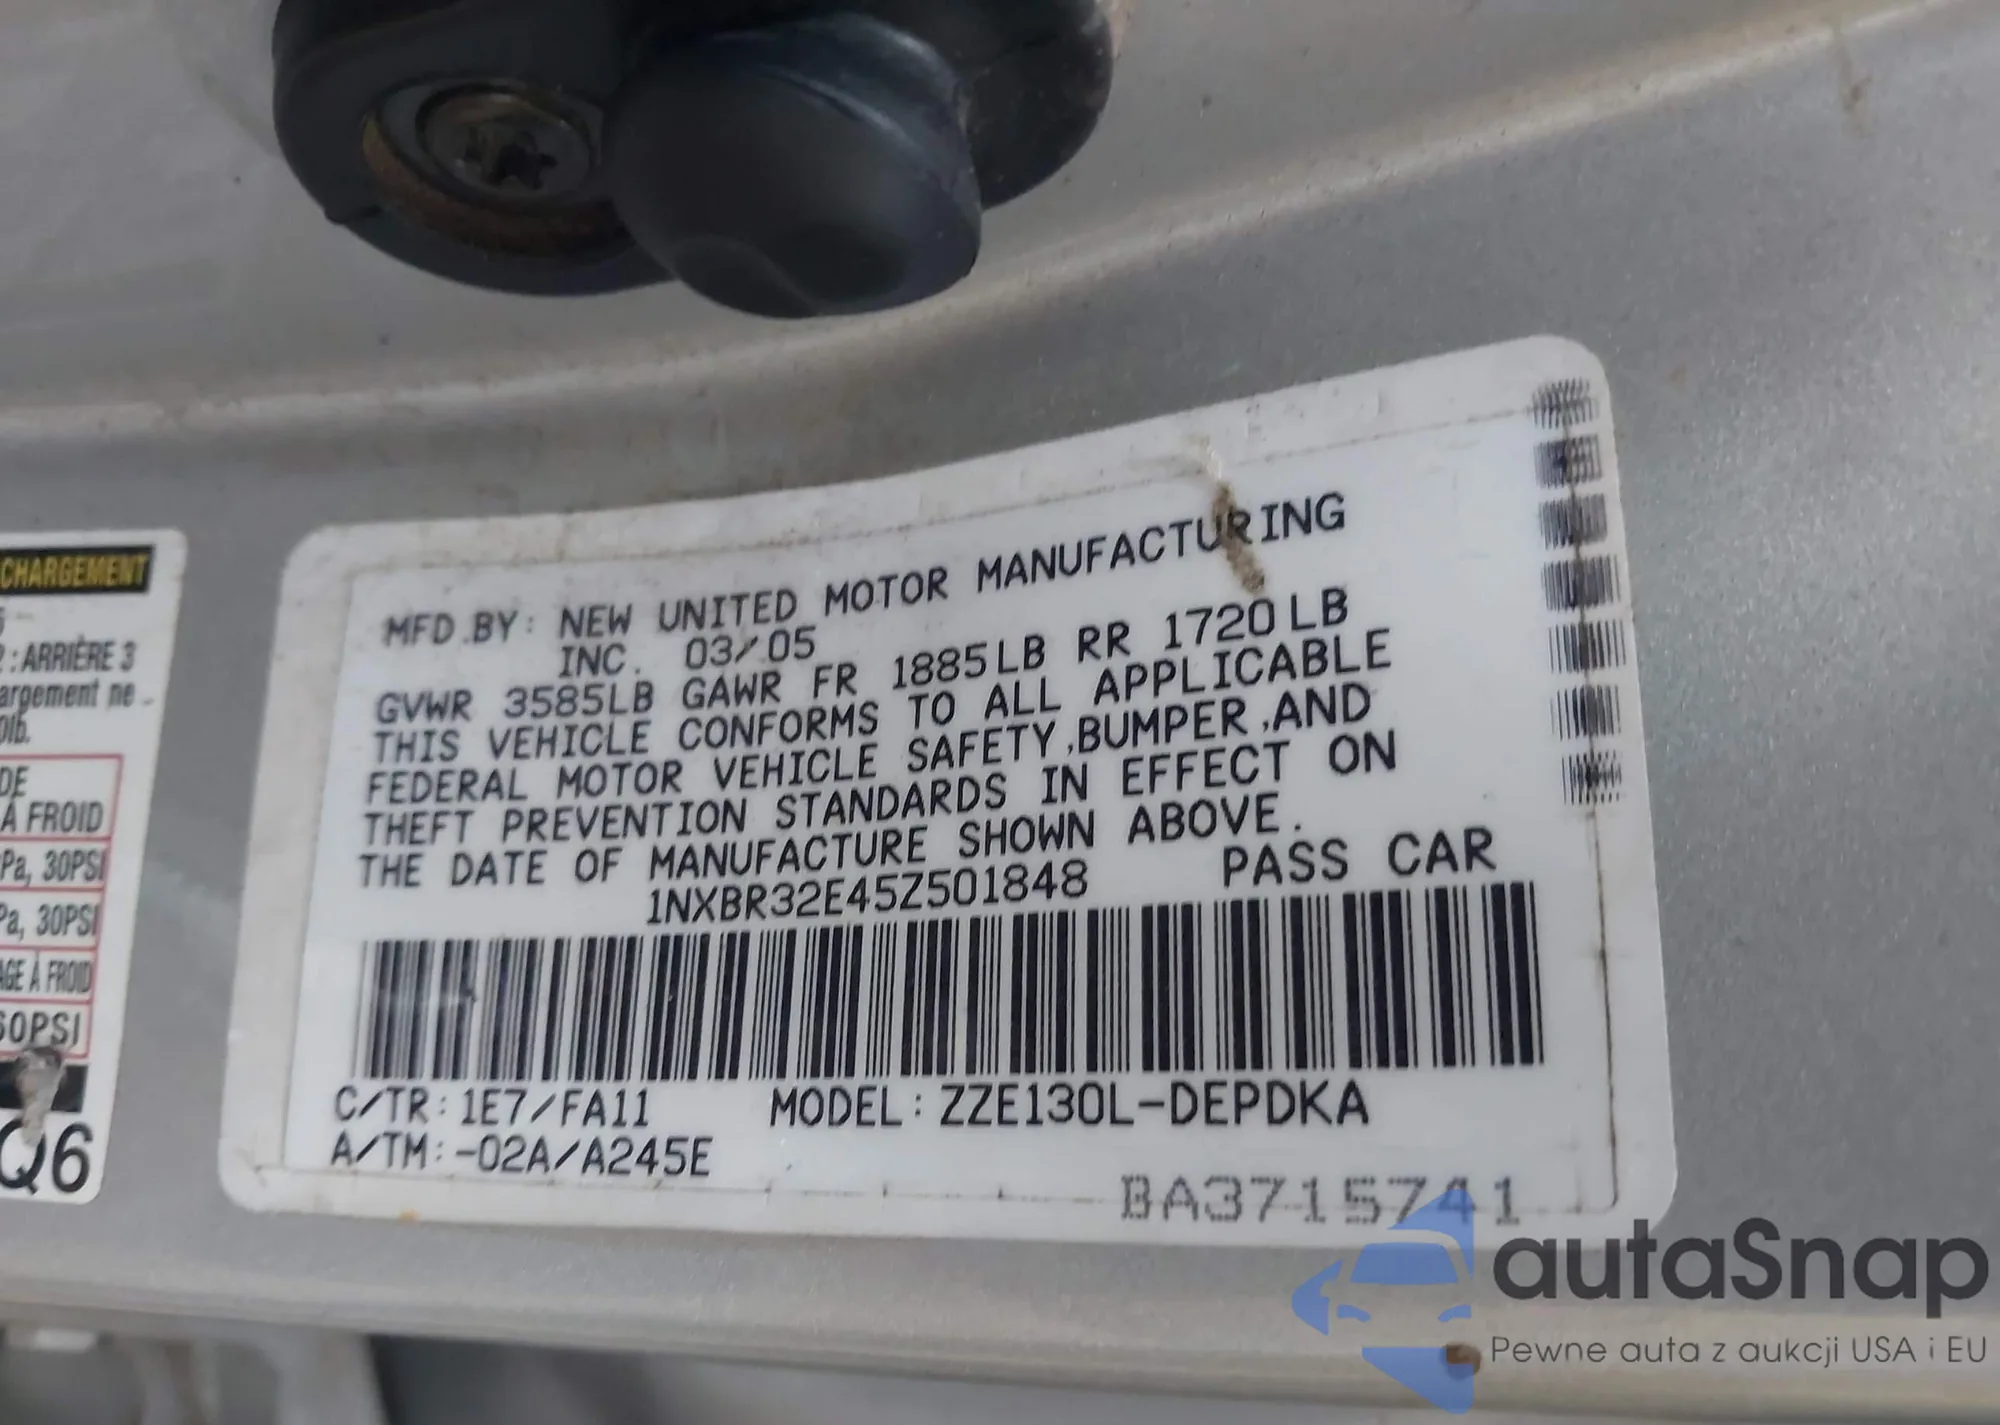 CHARGEMENT
: ARRIÈRE 3
argement ne
lb.
DE
À FROID
Pa, 30PSI
Pa, 30PSI
AGE À FROID
60PSI
Q6
MFD.BY: NEW UNITED MOTOR MANUFACTURING
INC. 03/05
GVWR 3585LB GAWR FR 1885LB RR 1720LB
THIS VEHICLE CONFORMS TO ALL APPLICABLE
FEDERAL MOTOR VEHICLE SAFETY,BUMPER,AND
THEFT PREVENTION STANDARDS IN EFFECT ON
THE DATE OF MANUFACTURE SHOWN ABOVE.
1NXBR32E45Z501848 PASS CAR
C/TR: 1E7/FA11 MODEL: ZZE130L-DEPDKA
A/TM:-02A/A245E
BA3715741
autaSnap
Pewne auta z aukcji USA i EU